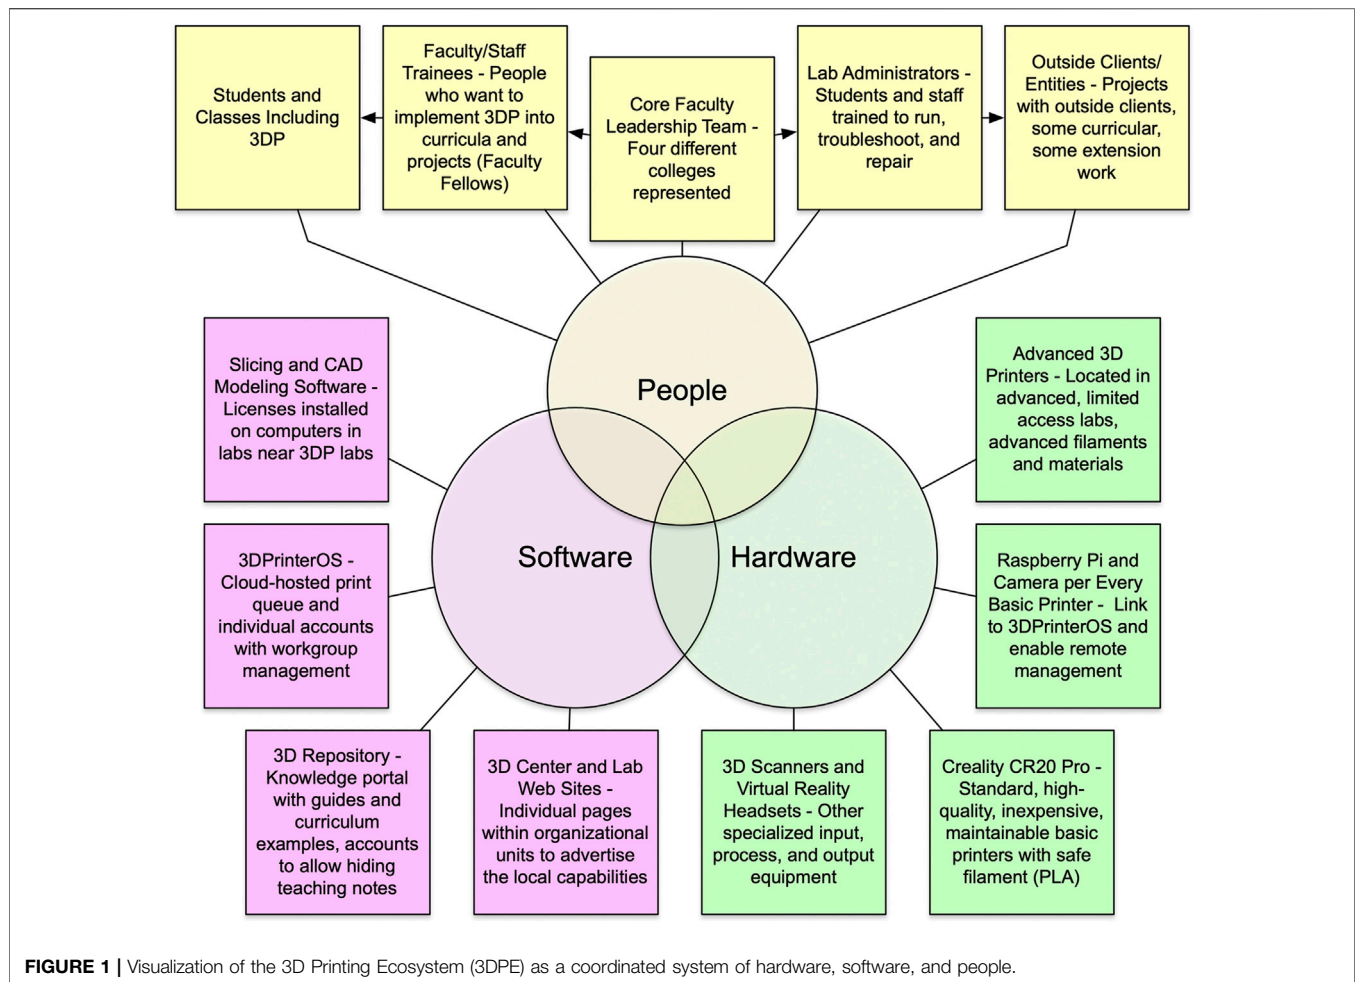 Students and
Classes Including
3DP
Faculty/Staff
Trainees - People
who want to
implement 3DP into
curricula and
projects (Faculty
Fellows)
Core Faculty
Leadership Team -
Four different
colleges
represented
Lab Administrators -
Students and staff
trained to run,
troubleshoot, and
repair
Outside Clients/
Entities - Projects
with outside clients,
some curricular,
some extension
work
People
Slicing and CAD
Modeling Software -
Licenses installed
on computers in
labs near 3DP labs
Advanced 3D
Printers - Located in
advanced, limited
access labs,
advanced filaments
and materials
Software
Hardware
3DPrinterOS -
Cloud-hosted print
queue and
individual accounts
with workgroup
management
Raspberry Pi and
Camera per Every
Basic Printer - Link
to 3DPrinterOS and
enable remote
management
3D Repository -
Knowledge portal
with guides and
curriculum
examples, accounts
to allow hiding
teaching notes
3D Center and Lab
Web Sites -
Individual pages
within organizational
units to advertise
the local capabilities
3D Scanners and
Virtual Reality
Headsets - Other
specialized input,
process, and output
equipment
Creality CR20 Pro -
Standard, high-
quality, inexpensive,
maintainable basic
printers with safe
filament (PLA)
FIGURE 1 | Visualization of the 3D Printing Ecosystem (3DPE) as a coordinated system of hardware, software, and people.